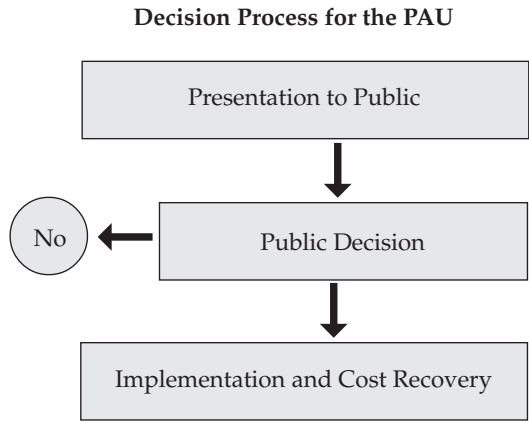 Decision Process for the PAU
Presentation to Public
No
Public Decision
Implementation and Cost Recovery